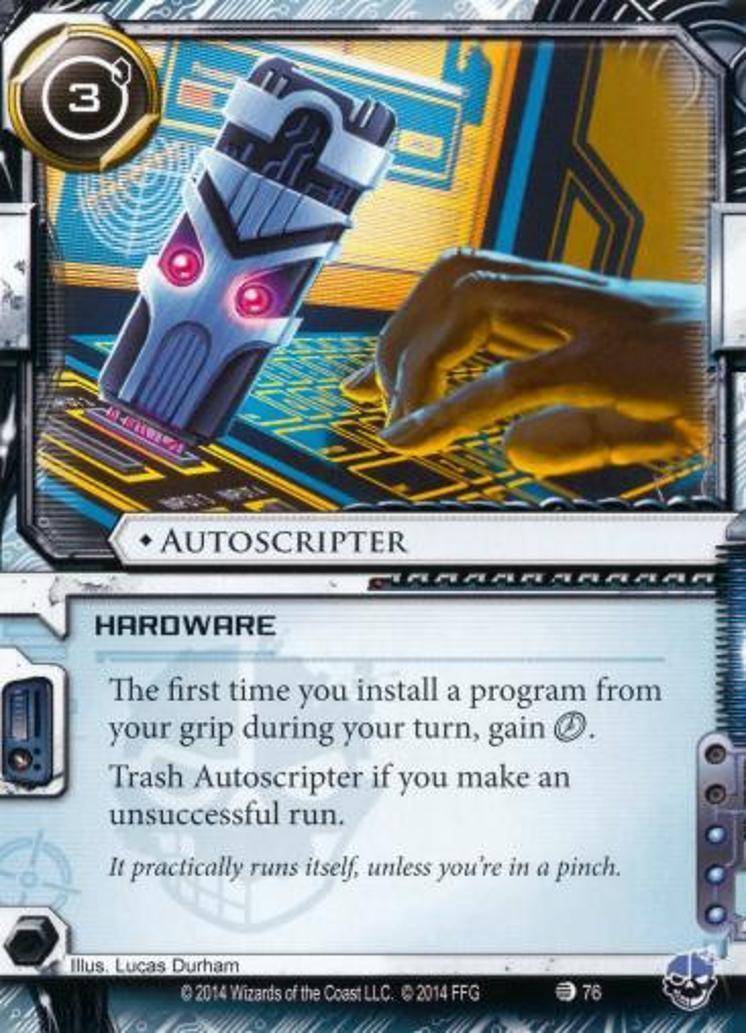 3
◆ AUTOSCRIPTER
HARDWARE
The first time you install a program from
your grip during your turn, gain .
Trash Autoscripter if you make an
unsuccessful run.
It practically runs itself, unless you're in a pinch.
Illus. Lucas Durham
© 2014 Wizards of the Coast LLC. © 2014 FFG 76